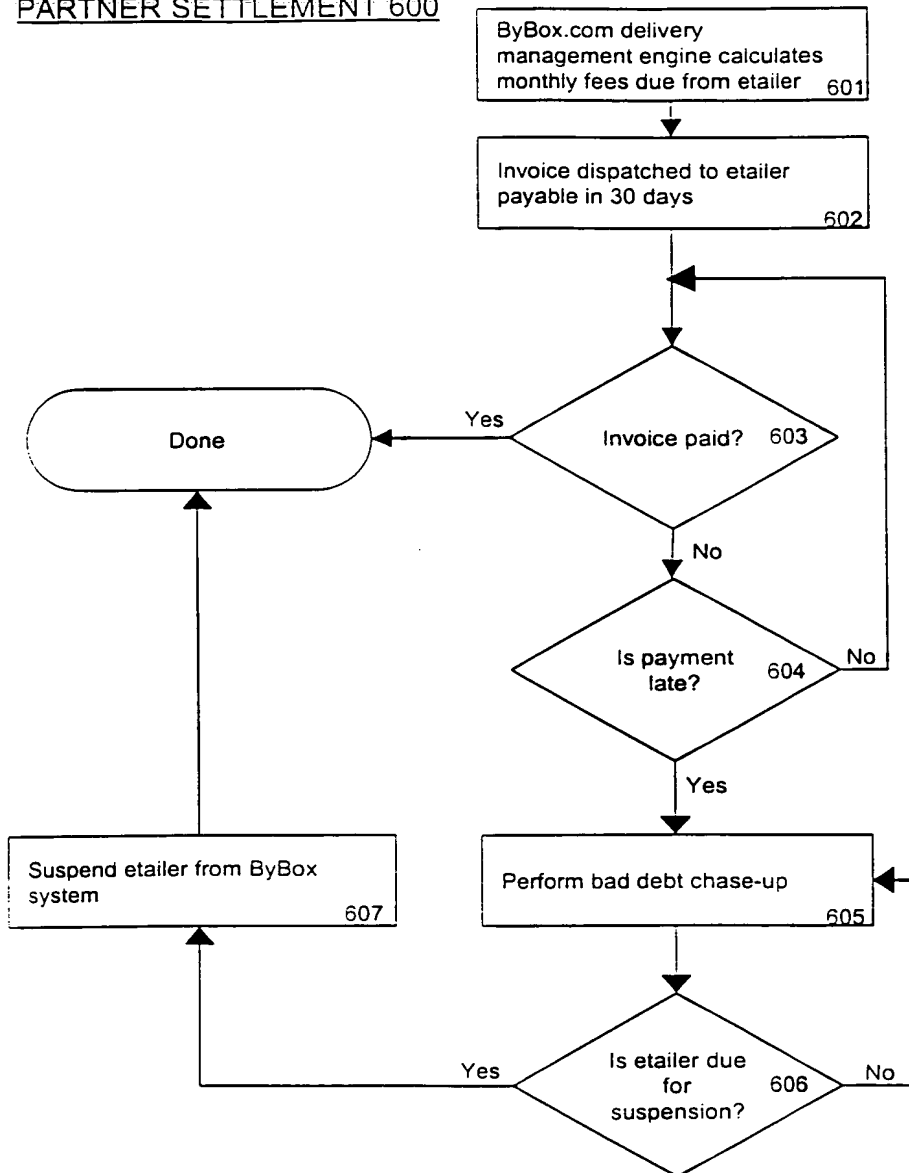 PARTNER SETTLEMENT 600
ByBox.com delivery
management engine calculates
monthly fees due from etailer
601
Invoice dispatched to etailer
payable in 30 days
602
Yes
Done
Invoice paid? 603
No
Is payment
late?
604
No
Yes
Suspend etailer from ByBox
system
607
Perform bad debt chase-up
605
Yes
Is etailer due
for
suspension?
606
No